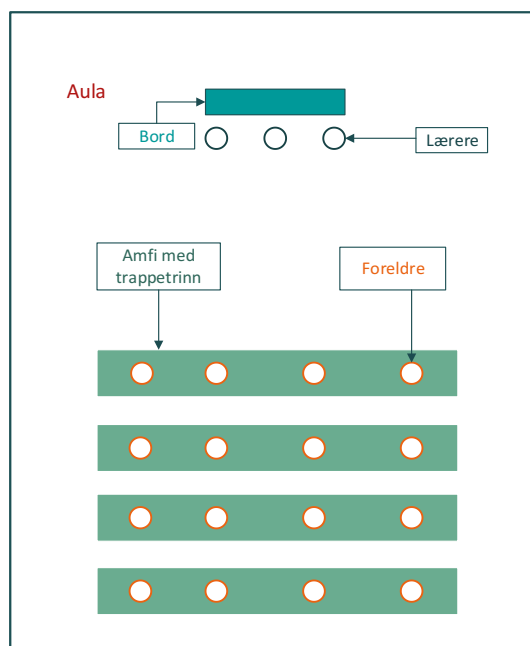 Aula
Bord
Lærere
Amfi med
trappetrinn
Foreldre